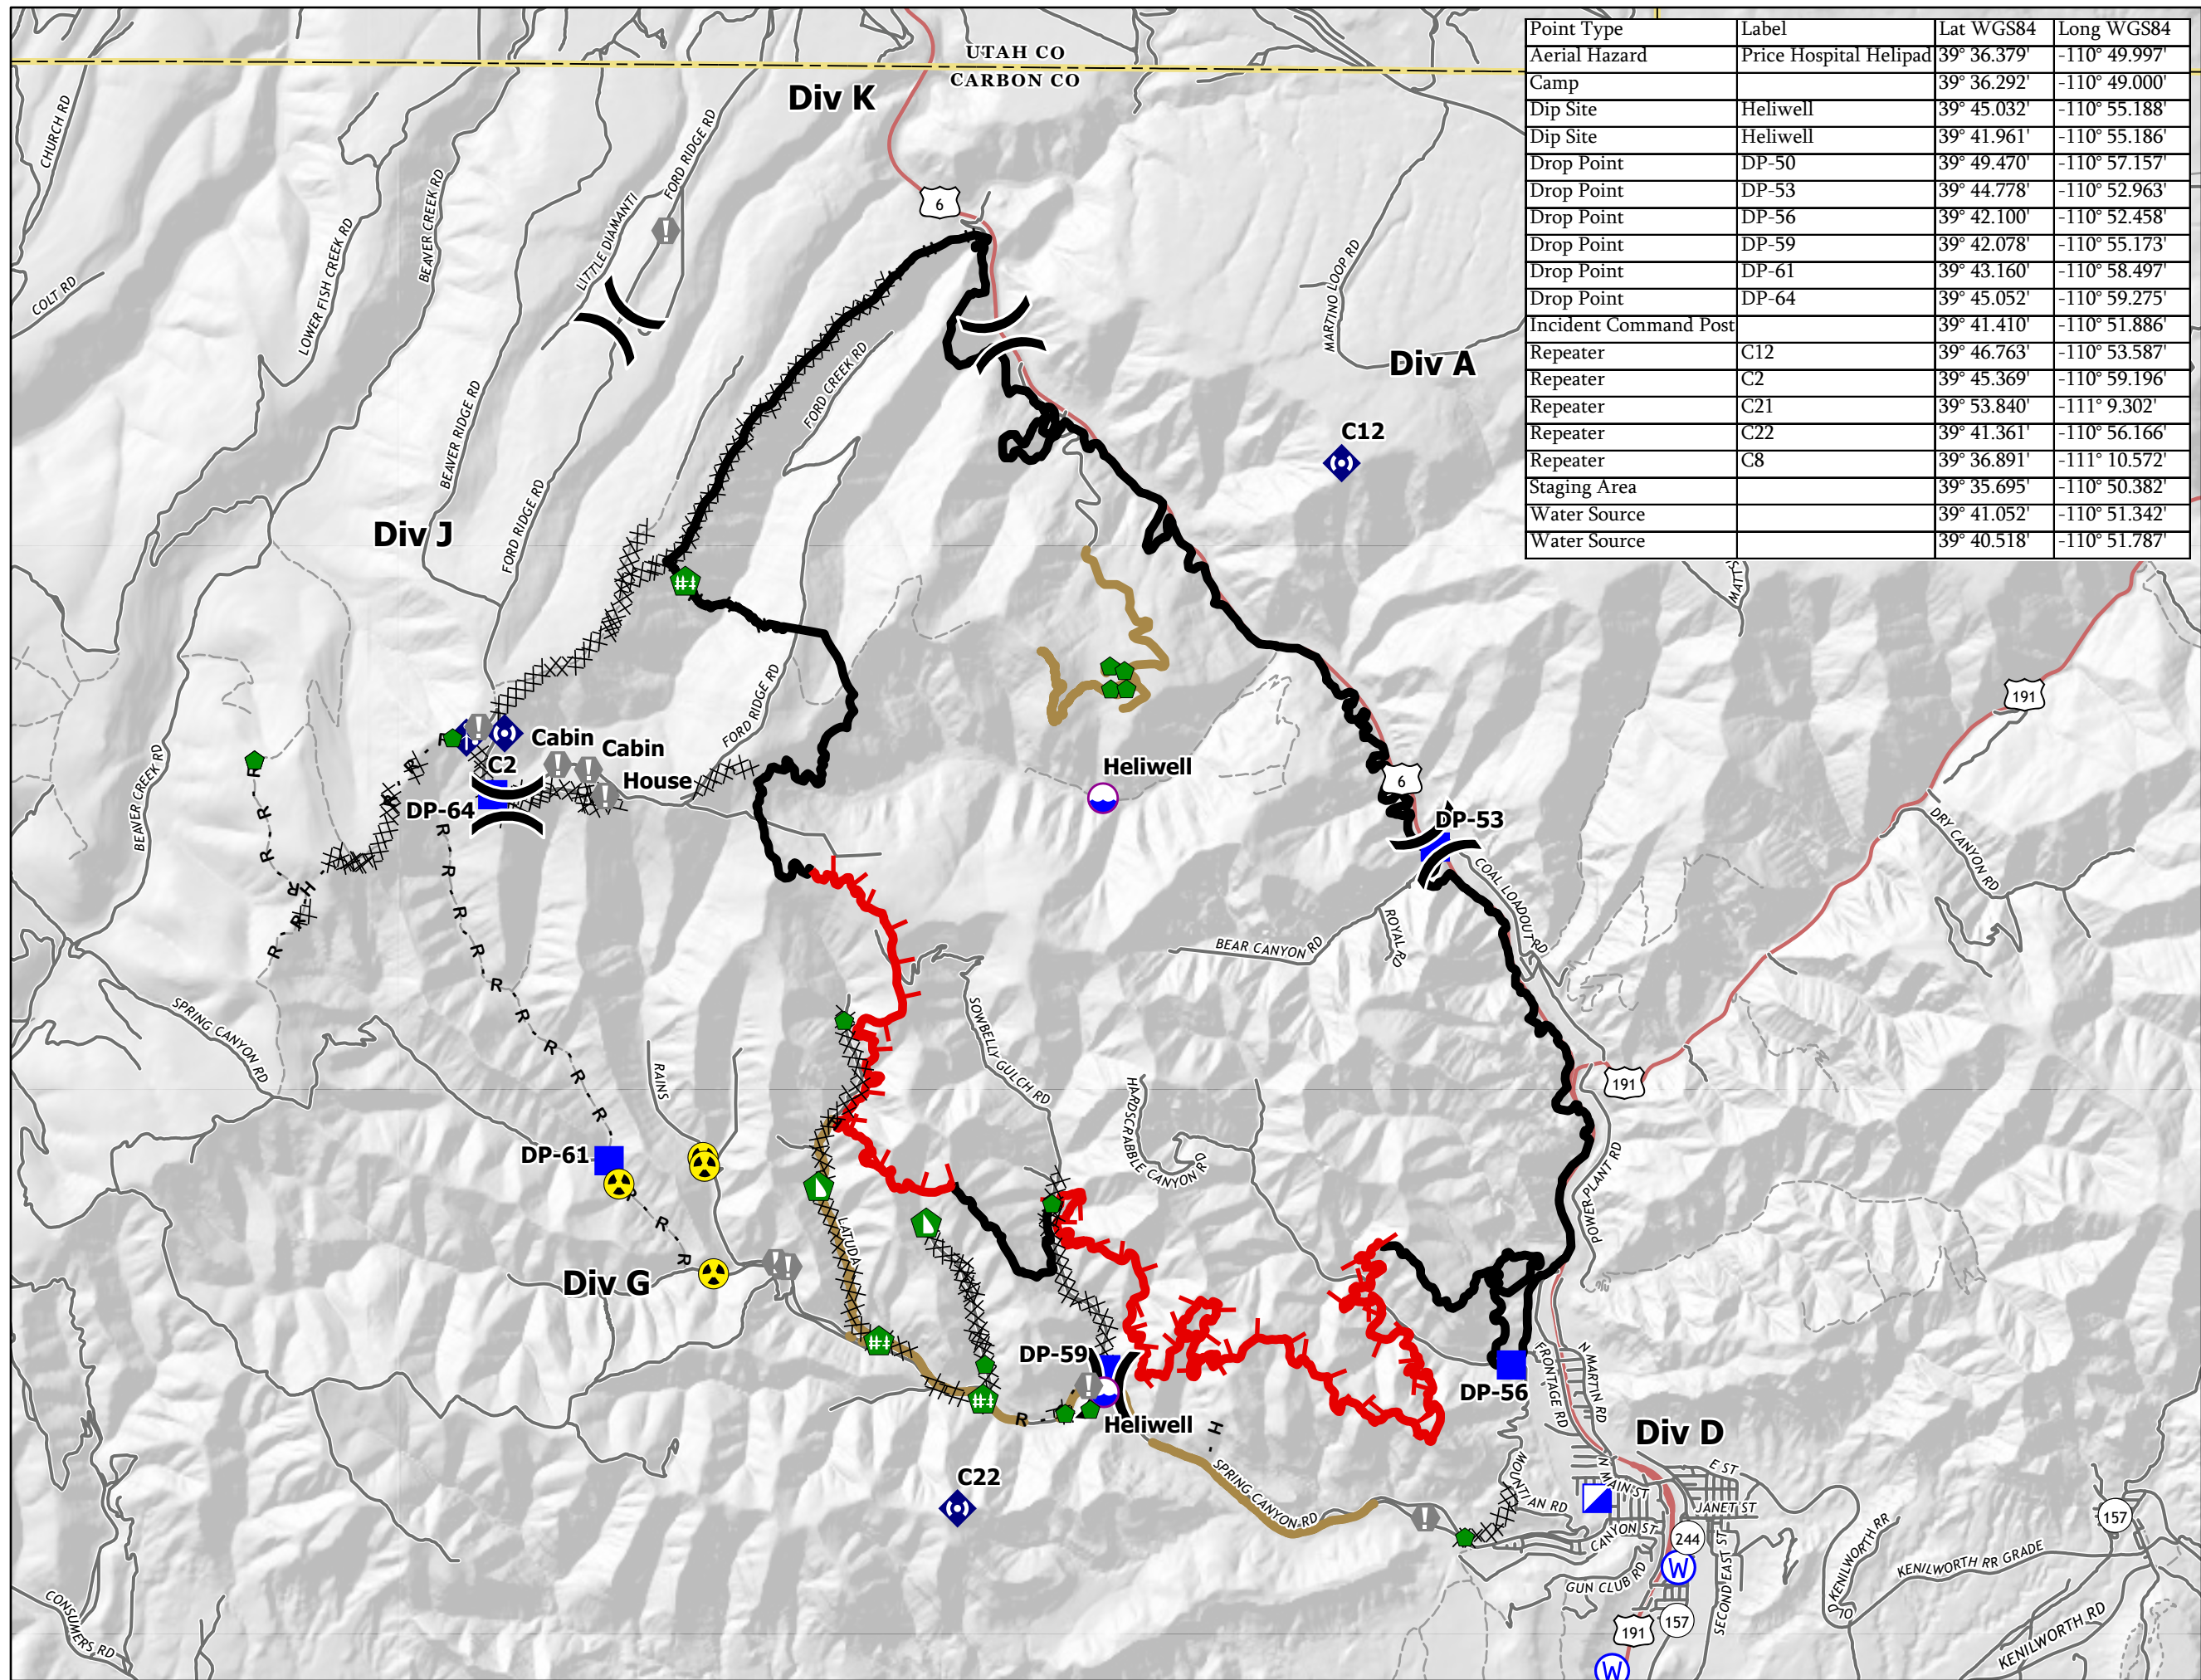 UTAH CO
CARBON CO
Point Type Label Lat WGS84 Long WGS84
Aerial Hazard Price Hospital Helipad 39° 36.379' -110° 49.997'
Camp 39° 36.292' -110° 49.000'
Dip Site Heliwell 39° 45.032' -110° 55.188'
Dip Site Heliwell 39° 41.961' -110° 55.186'
Drop Point DP-50 39° 49.470' -110° 57.157'
Drop Point DP-53 39° 44.778' -110° 52.963'
Drop Point DP-56 39° 42.100' -110° 52.458'
Drop Point DP-59 39° 42.078' -110° 55.173'
Drop Point DP-61 39° 43.160' -110° 58.497'
Drop Point DP-64 39° 45.052' -110° 59.275'
Incident Command Post 39° 41.410' -110° 51.886'
Repeater C12 39° 46.763' -110° 53.587'
Repeater C2 39° 45.369' -110° 59.196'
Repeater C21 39° 53.840' -111° 9.302'
Repeater C22 39° 41.361' -110° 56.166'
Repeater C8 39° 36.891' -111° 10.572'
Staging Area 39° 35.695' -110° 50.382'
Water Source 39° 41.052' -110° 51.342'
Water Source 39° 40.518' -110° 51.787'
Div K
CHURCH RD
FORD RIDGE RD
BEAVER CREEK RD
LITTLE DIAMANTI
LOWER FISH CREEK RD
6
COLT RD
MARTINO LOOP RD
Div A
FORD CREEK RD
BEAVER RIDGE RD
C12
FORD RIDGE RD
Div J
191
FORD RIDGE RD
Cabin
Cabin
C2
House
Heliwell
6
BEAVER CREEK RD
DP-64
DP-53
DRY CANYON RD
COAL LOADOUT RD
ROYAL RD
BEAR CANYON RD
SPRING CANYON RD
SOWBELLY GULCH RD
RAINS
191
HARDSCRABBLE CANYON RD
DP-61
POWER PLANT RD
LATUDA
Div G
DP-59
DP-56
FRONTAGE RD
N MARTIN RD
Heliwell
Div D
SPRING CANYON RD
C22
MOUNTIAN RD
N MAIN ST
E ST
JANET ST
CANYON ST
244
157
W
GUN CLUB RD
SECOND EAST ST
OLD KENILWORTH RR
KENILWORTH RR GRADE
CONSUMERS RD
157
191
KENILWORTH RD
W